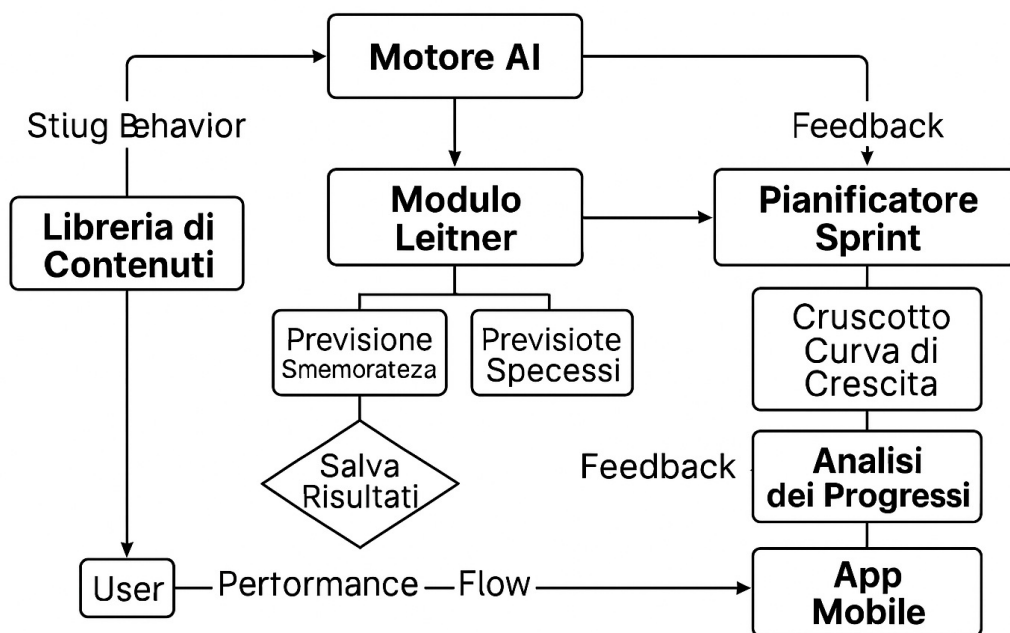 Motore AI
Stiug Behavior
Feedback
Libreria di
Contenuti
Modulo
Leitner
Pianificatore
Sprint
Previsione
Smemorateza
Previsiote
Specessi
Cruscotto
Curva di
Crescita
Salva
Risultati
Feedback
Analisi
dei Progressi
User
Pertormance
Flow
App
Mobile